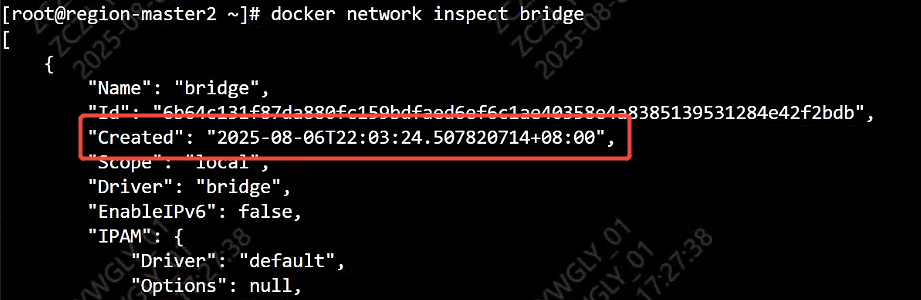 [root@region-master2 ~]# docker network inspect bridge
[
    {
        "Name": "bridge",
        "Id": "6b64c131f87da880fc159bdfaed6ef6c1ae40358e4a8385139531284e42f2bdb",
        "Created": "2025-08-06T22:03:24.507820714+08:00",
        "Scope": "local",
        "Driver": "bridge",
        "EnableIPv6": false,
        "IPAM": {
            "Driver": "default",
            "Options": null,